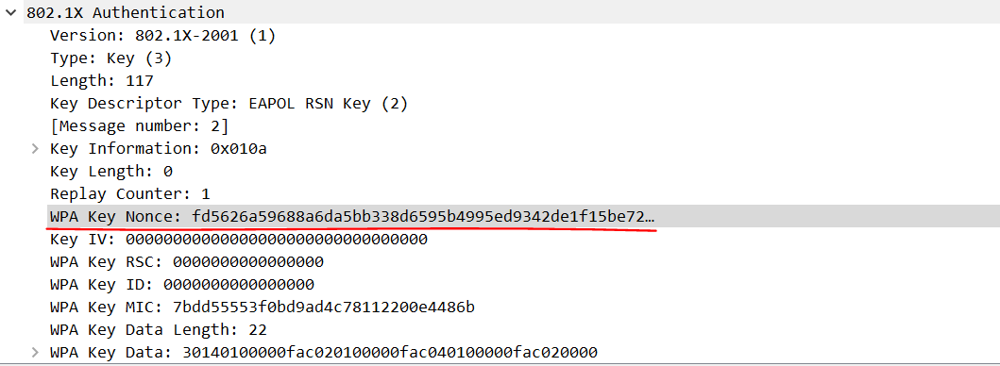 802.1X Authentication
Version: 802.1X-2001 (1)
Type: Key (3)
Length: 117
Key Descriptor Type: EAPOL RSN Key (2)
[Message number: 2]
Key Information: 0x010a
Key Length: 0
Replay Counter: 1
WPA Key Nonce: fd5626a59688a6da5bb338d6595b4995ed9342de1f15be72…
Key IV: 00000000000000000000000000000000
WPA Key RSC: 0000000000000000
WPA Key ID: 0000000000000000
WPA Key MIC: 7bdd55553f0bd9ad4c78112200e4486b
WPA Key Data Length: 22
WPA Key Data: 30140100000fac020100000fac040100000fac020000